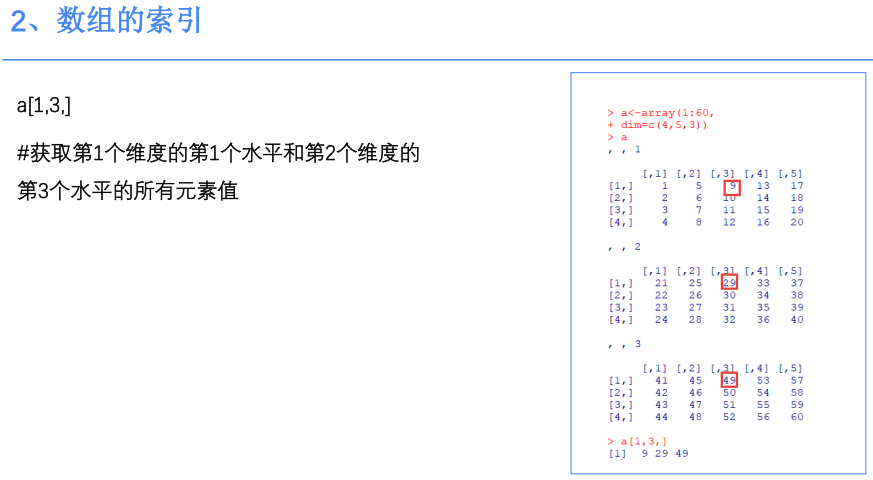 2、数组的索引
a[1,3,]
#获取第1个维度的第1个水平和第2个维度的
第3个水平的所有元素值
> a<-array(1:60,
+ dim=c(4,5,3))
> a
, , 1
[,1] [,2] [,3] [,4] [,5]
[1,] 1 5 9 13 17
[2,] 2 6 10 14 18
[3,] 3 7 11 15 19
[4,] 4 8 12 16 20
, , 2
[,1] [,2] [,3] [,4] [,5]
[1,] 21 25 29 33 37
[2,] 22 26 30 34 38
[3,] 23 27 31 35 39
[4,] 24 28 32 36 40
, , 3
[,1] [,2] [,3] [,4] [,5]
[1,] 41 45 49 53 57
[2,] 42 46 50 54 58
[3,] 43 47 51 55 59
[4,] 44 48 52 56 60
> a[1,3,]
[1] 9 29 49